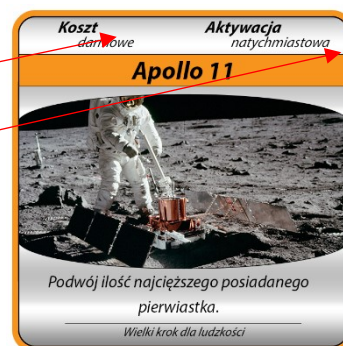 Koszt Aktywacja
darmowe natychmiastowa
Apollo 11
Podwój ilość najcięższego posiadanego
pierwiastka.
Wielki krok dla ludzkości